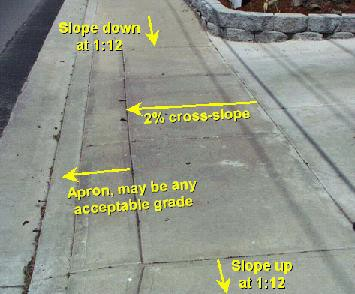 Slope down
at 1:12
2% cross-slope
Apron, may be any
acceptable grade
Slope up
at 1:12